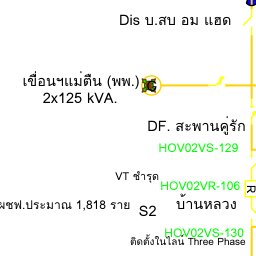 Dis บ.สบ อม แฮด
เขื่อนฯแม่ตืน (พพ.)
2x125 kVA.
DF. สะพานคู่รัก
HOV02VS-129
VT ชำรุด
HOV02VR-106
R
ผชฟ.ประมาณ 1,818 ราย
S2
บ้านหลวง
HOV02VS-130
ติดตั้งในไลน์ Three Phase